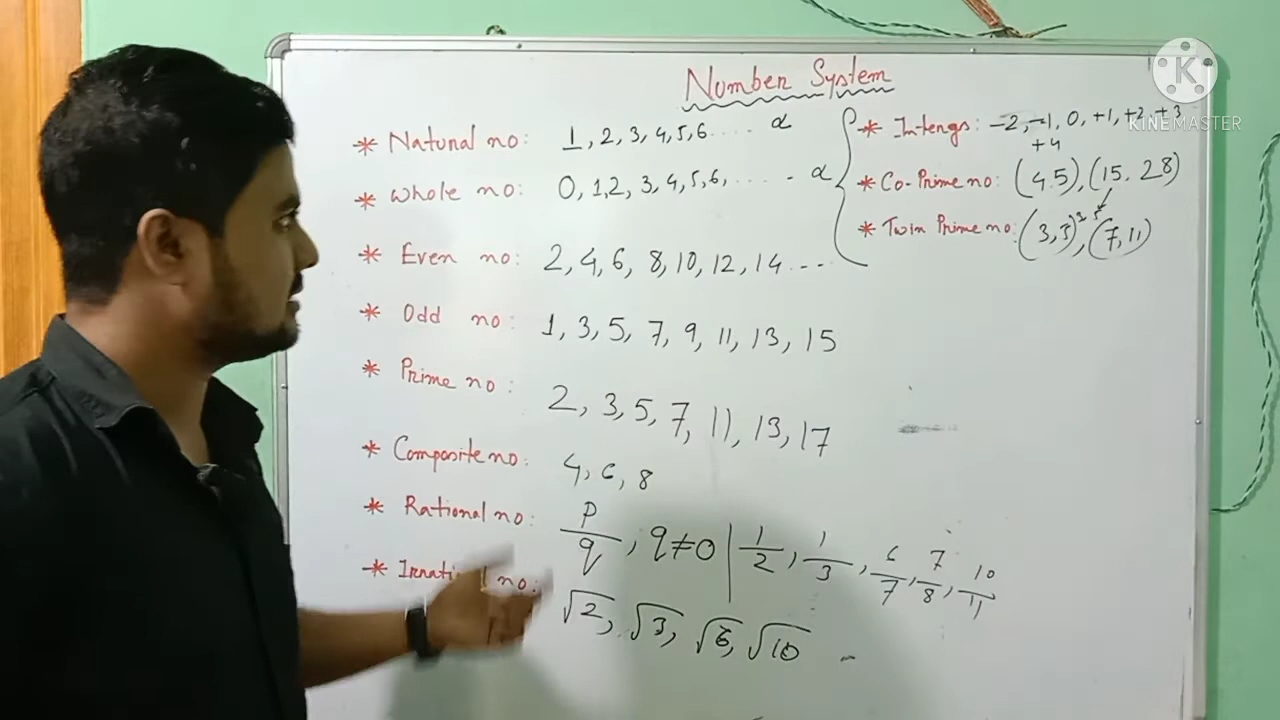 Number System
* Natural no: 1, 2, 3, 4, 5, 6 .... α
* Whole no: 0, 1, 2, 3, 4, 5, 6, .... - α
* Even no: 2, 4, 6, 8, 10, 12, 14 ....
* Odd no: 1, 3, 5, 7, 9, 11, 13, 15
* Prime no: 2, 3, 5, 7, 11, 13, 17
* Composite no: 4, 6, 8
* Rational no: p/q, q≠0 | 1/2, 1/3, 6/7, 7/8, 10/11
* no: √2, √3, √6, √10 -
* Integs: -2, -1, 0, +1, +2, +3
+4
* Co-Prime no: (4.5), (15. 28)
* Twin Prime no: (3,5), (7,11)
K
KINEMASTER